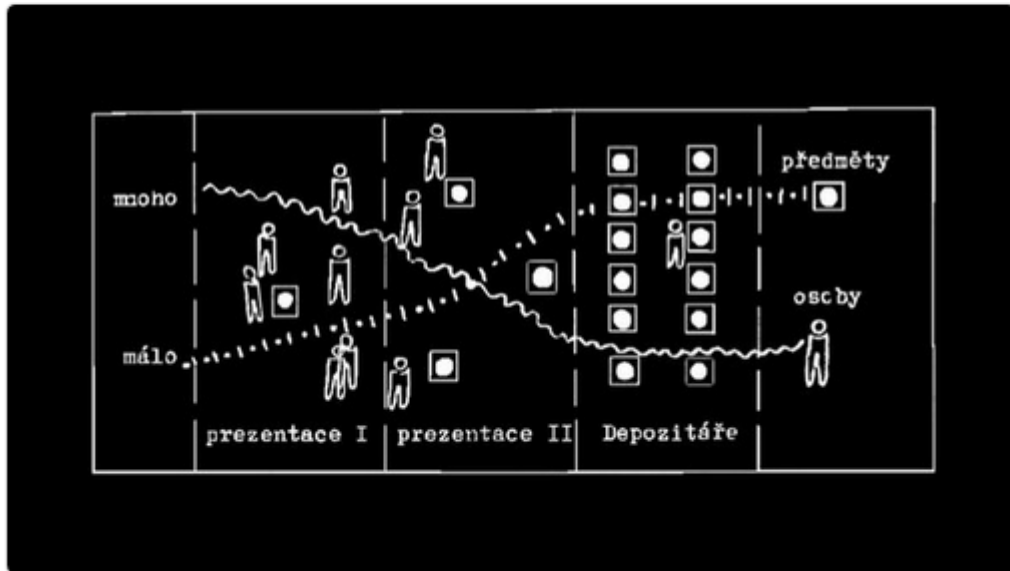 mnoho
málo
prezentace I
prezentace II
Depozitáře
předměty
osoby